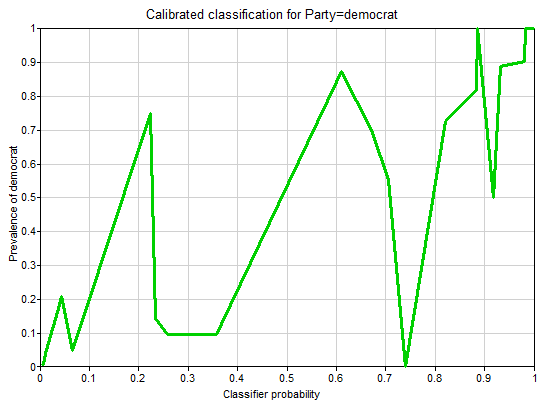 Calibrated classification for Party=democrat
Prevalence of democrat
1
0.9
0.8
0.7
0.6
0.5
0.4
0.3
0.2
0.1
0
0 0.1 0.2 0.3 0.4 0.5 0.6 0.7 0.8 0.9 1
Classifier probability